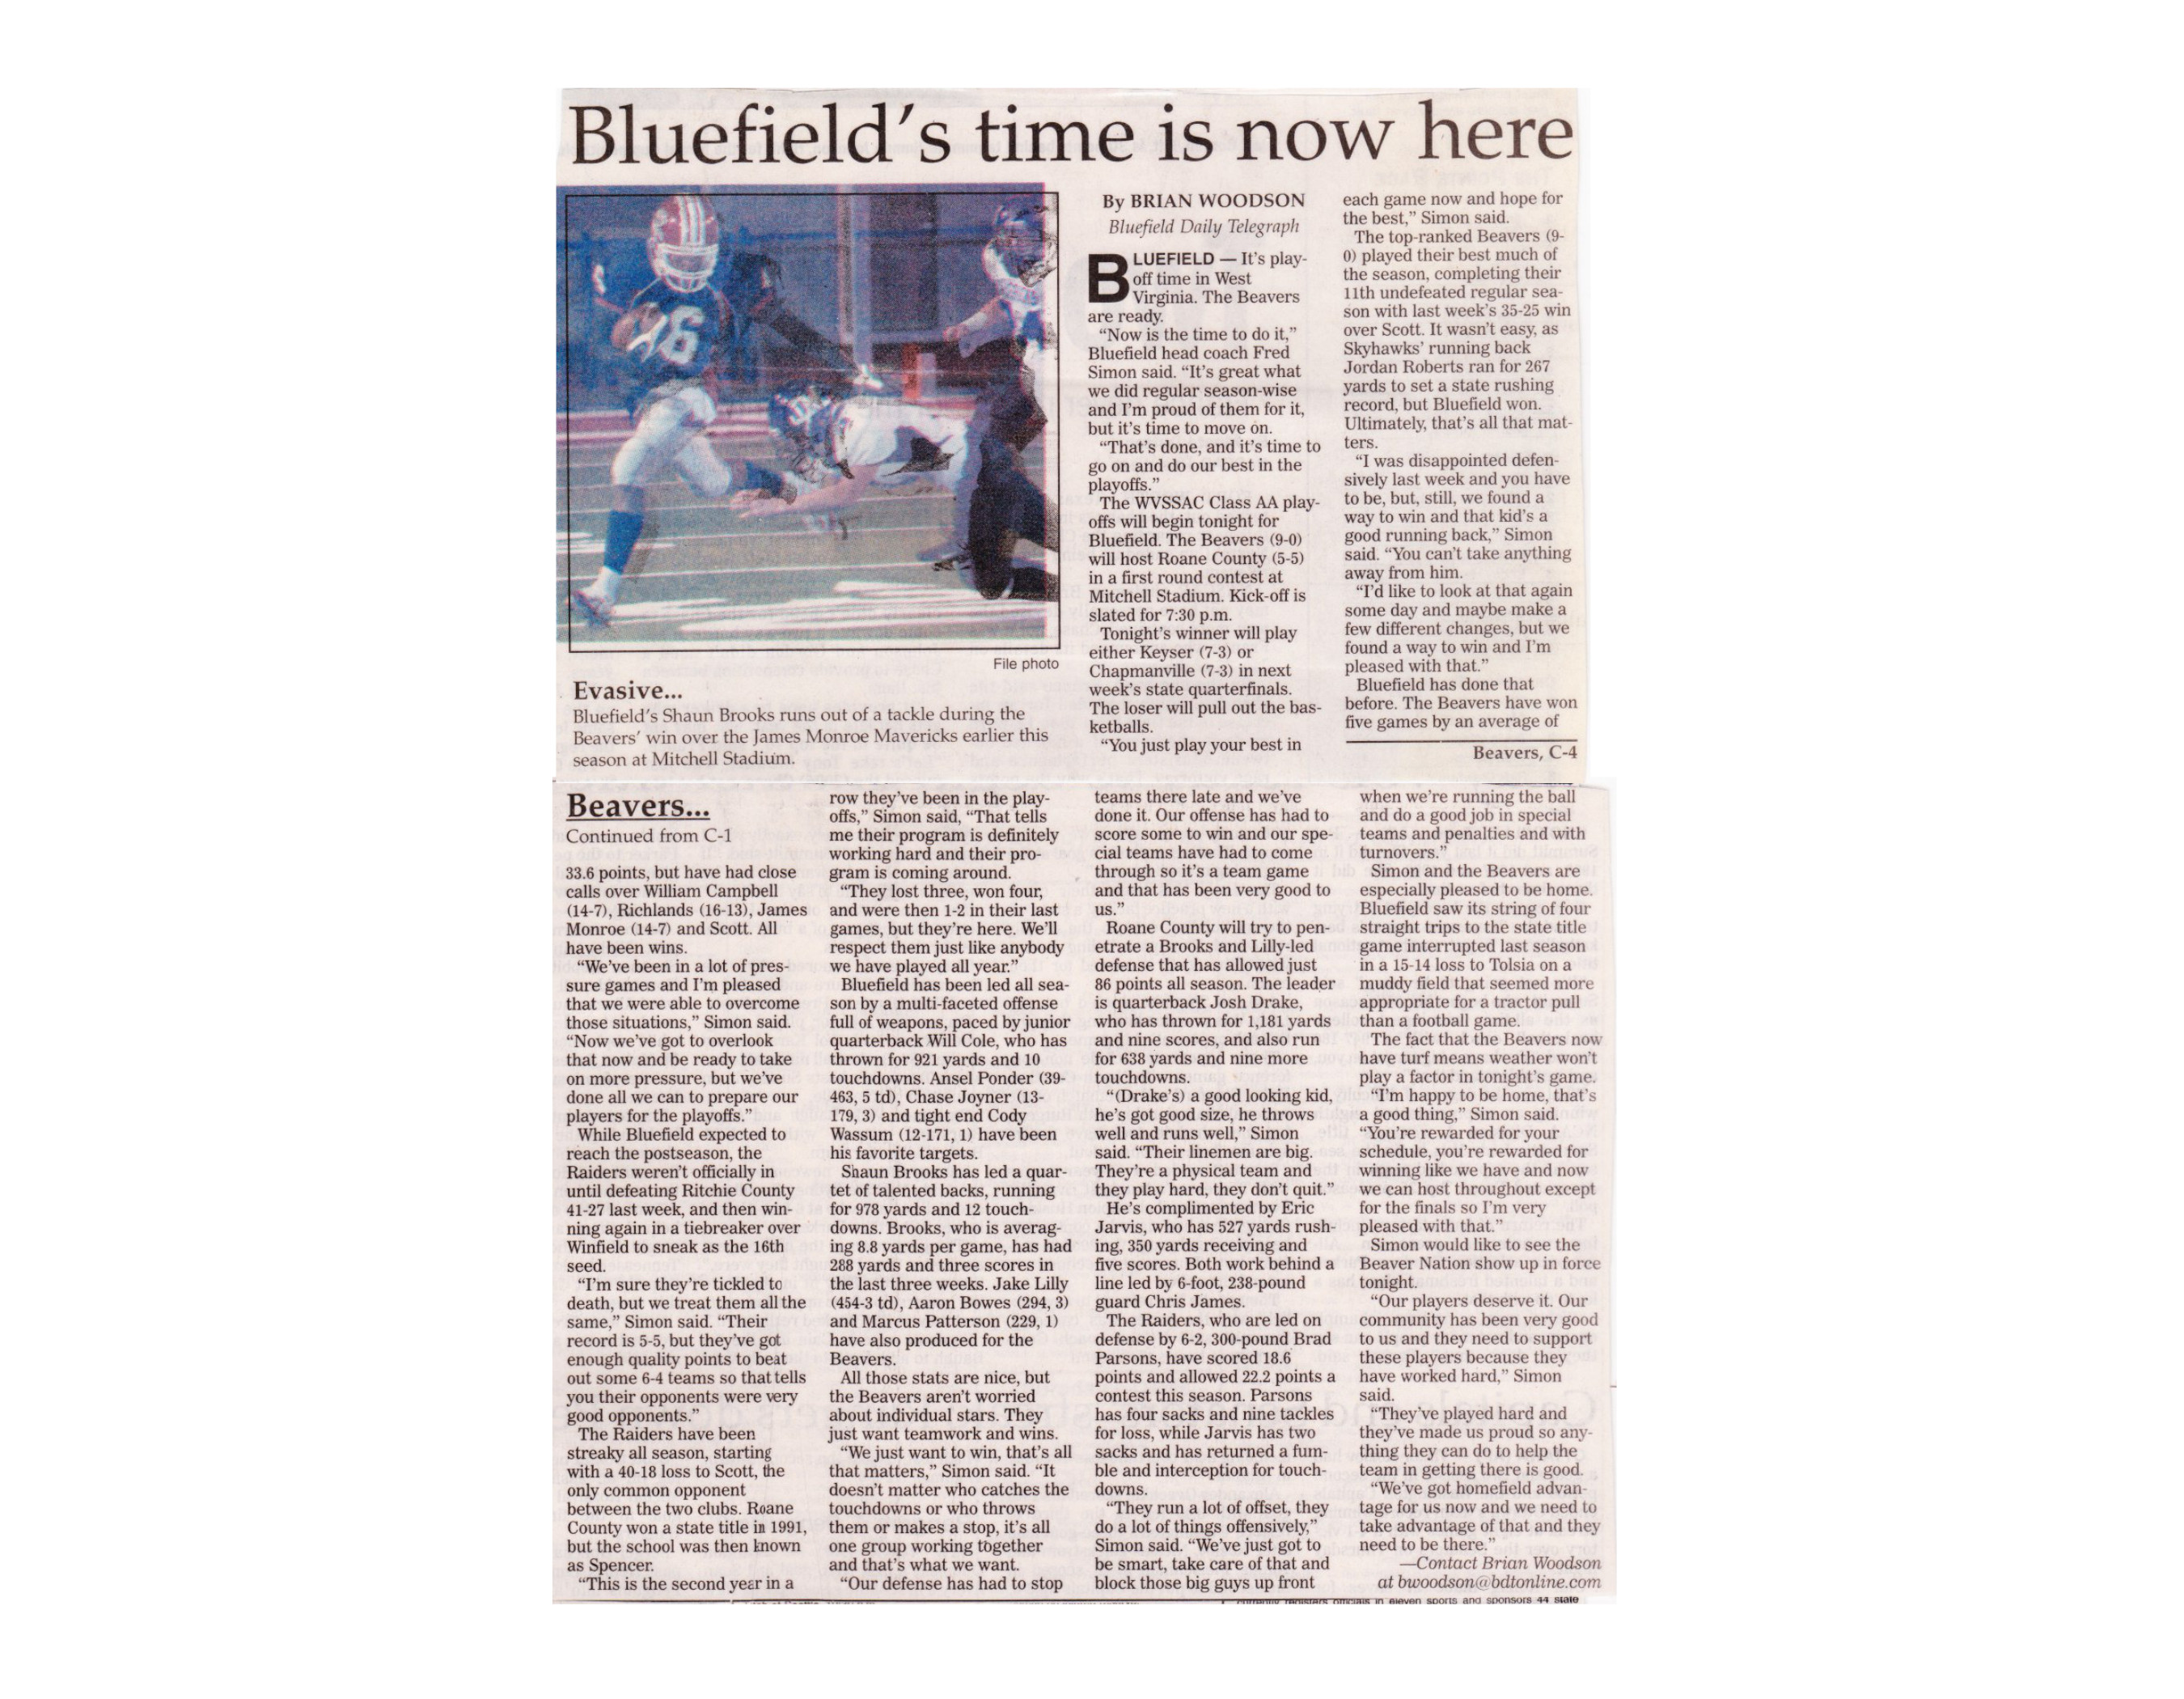 Bluefield's time is now here
File photo
Evasive...
Bluefield's Shaun Brooks runs out of a tackle during the
Beavers' win over the James Monroe Mavericks earlier this
season at Mitchell Stadium.
By BRIAN WOODSON
Bluefield Daily Telegraph
BLUEFIELD — It's play-
off time in West
Virginia. The Beavers
are ready.
“Now is the time to do it,”
Bluefield head coach Fred
Simon said. “It's great what
we did regular season-wise
and I'm proud of them for it,
but it's time to move on.
“That's done, and it's time to
go on and do our best in the
playoffs.”
The WVSSAC Class AA play-
offs will begin tonight for
Bluefield. The Beavers (9-0)
will host Roane County (5-5)
in a first round contest at
Mitchell Stadium. Kick-off is
slated for 7:30 p.m.
Tonight's winner will play
either Keyser (7-3) or
Chapmanville (7-3) in next
week's state quarterfinals.
The loser will pull out the bas-
ketballs.
“You just play your best in
each game now and hope for
the best,” Simon said.
The top-ranked Beavers (9-
0) played their best much of
the season, completing their
11th undefeated regular sea-
son with last week's 35-25 win
over Scott. It wasn't easy, as
Skyhawks' running back
Jordan Roberts ran for 267
yards to set a state rushing
record, but Bluefield won.
Ultimately, that's all that mat-
ters.
“I was disappointed defen-
sively last week and you have
to be, but, still, we found a
way to win and that kid's a
good running back,” Simon
said. “You can't take anything
away from him.
“I'd like to look at that again
some day and maybe make a
few different changes, but we
found a way to win and I'm
pleased with that.”
Bluefield has done that
before. The Beavers have won
five games by an average of
Beavers, C-4
Beavers...
Continued from C-1
33.6 points, but have had close
calls over William Campbell
(14-7), Richlands (16-13), James
Monroe (14-7) and Scott. All
have been wins.
“We've been in a lot of pres-
sure games and I'm pleased
that we were able to overcome
those situations,” Simon said.
“Now we've got to overlook
that now and be ready to take
on more pressure, but we've
done all we can to prepare our
players for the playoffs.”
While Bluefield expected to
reach the postseason, the
Raiders weren't officially in
until defeating Ritchie County
41-27 last week, and then win-
ning again in a tiebreaker over
Winfield to sneak as the 16th
seed.
“I'm sure they're tickled to
death, but we treat them all the
same,” Simon said. “Their
record is 5-5, but they've got
enough quality points to beat
out some 6-4 teams so that tells
you their opponents were very
good opponents.”
The Raiders have been
streaky all season, starting
with a 40-18 loss to Scott, the
only common opponent
between the two clubs. Roane
County won a state title in 1991,
but the school was then known
as Spencer.
“This is the second year in a
row they've been in the play-
offs,” Simon said, “That tells
me their program is definitely
working hard and their pro-
gram is coming around.
“They lost three, won four,
and were then 1-2 in their last
games, but they're here. We'll
respect them just like anybody
we have played all year.”
Bluefield has been led all sea-
son by a multi-faceted offense
full of weapons, paced by junior
quarterback Will Cole, who has
thrown for 921 yards and 10
touchdowns. Ansel Ponder (39-
463, 5 td), Chase Joyner (13-
179, 3) and tight end Cody
Wassum (12-171, 1) have been
his favorite targets.
Shaun Brooks has led a quar-
tet of talented backs, running
for 978 yards and 12 touch-
downs. Brooks, who is averag-
ing 8.8 yards per game, has had
288 yards and three scores in
the last three weeks. Jake Lilly
(454-3 td), Aaron Bowes (294, 3)
and Marcus Patterson (229, 1)
have also produced for the
Beavers.
All those stats are nice, but
the Beavers aren't worried
about individual stars. They
just want teamwork and wins.
“We just want to win, that's all
that matters,” Simon said. “It
doesn't matter who catches the
touchdowns or who throws
them or makes a stop, it's all
one group working together
and that's what we want.
“Our defense has had to stop
teams there late and we've
done it. Our offense has had to
score some to win and our spe-
cial teams have had to come
through so it's a team game
and that has been very good to
us.”
Roane County will try to pen-
etrate a Brooks and Lilly-led
defense that has allowed just
86 points all season. The leader
is quarterback Josh Drake,
who has thrown for 1,181 yards
and nine scores, and also run
for 638 yards and nine more
touchdowns.
“(Drake's) a good looking kid,
he's got good size, he throws
well and runs well,” Simon
said. “Their linemen are big.
They're a physical team and
they play hard, they don't quit.”
He's complimented by Eric
Jarvis, who has 527 yards rush-
ing, 350 yards receiving and
five scores. Both work behind a
line led by 6-foot, 238-pound
guard Chris James.
The Raiders, who are led on
defense by 6-2, 300-pound Brad
Parsons, have scored 18.6
points and allowed 22.2 points a
contest this season. Parsons
has four sacks and nine tackles
for loss, while Jarvis has two
sacks and has returned a fum-
ble and interception for touch-
downs.
“They run a lot of offset, they
do a lot of things offensively,”
Simon said. “We've just got to
be smart, take care of that and
block those big guys up front
when we're running the ball
and do a good job in special
teams and penalties and with
turnovers.”
Simon and the Beavers are
especially pleased to be home.
Bluefield saw its string of four
straight trips to the state title
game interrupted last season
in a 15-14 loss to Tolsia on a
muddy field that seemed more
appropriate for a tractor pull
than a football game.
The fact that the Beavers now
have turf means weather won't
play a factor in tonight's game.
“I'm happy to be home, that's
a good thing,” Simon said.
“You're rewarded for your
schedule, you're rewarded for
winning like we have and now
we can host throughout except
for the finals so I'm very
pleased with that.”
Simon would like to see the
Beaver Nation show up in force
tonight.
“Our players deserve it. Our
community has been very good
to us and they need to support
these players because they
have worked hard,” Simon
said.
“They've played hard and
they've made us proud so any-
thing they can do to help the
team in getting there is good.
“We've got homefield advan-
tage for us now and we need to
take advantage of that and they
need to be there.”
—Contact Brian Woodson
at bwoodson@bdtonline.com
currently registers officials in eleven sports and sponsors 44 state